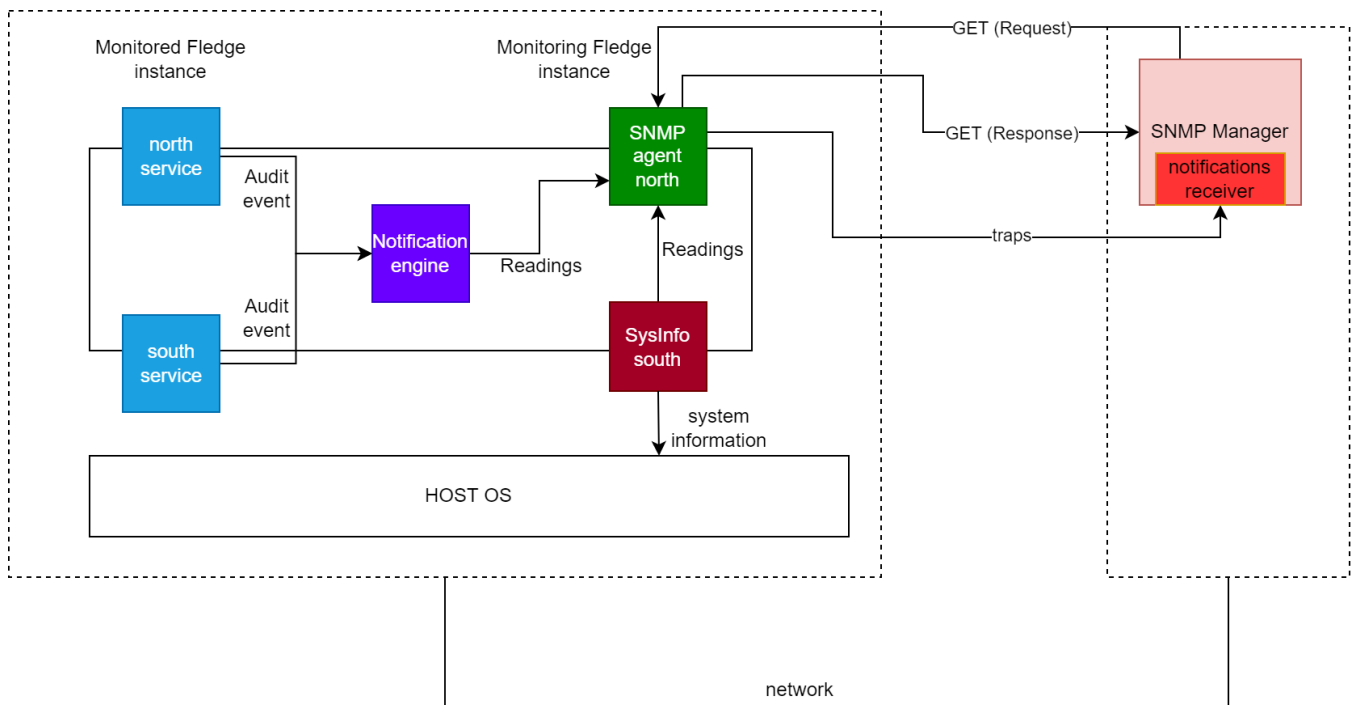 GET (Request)
Monitored Fledge
instance
Monitoring Fledge
instance
north
service
SNMP
agent
north
GET (Response)
SNMP Manager
notifications
receiver
Audit
event
Notification
engine
Readings
Readings
traps
Audit
event
south
service
SysInfo
south
system
information
HOST OS
network